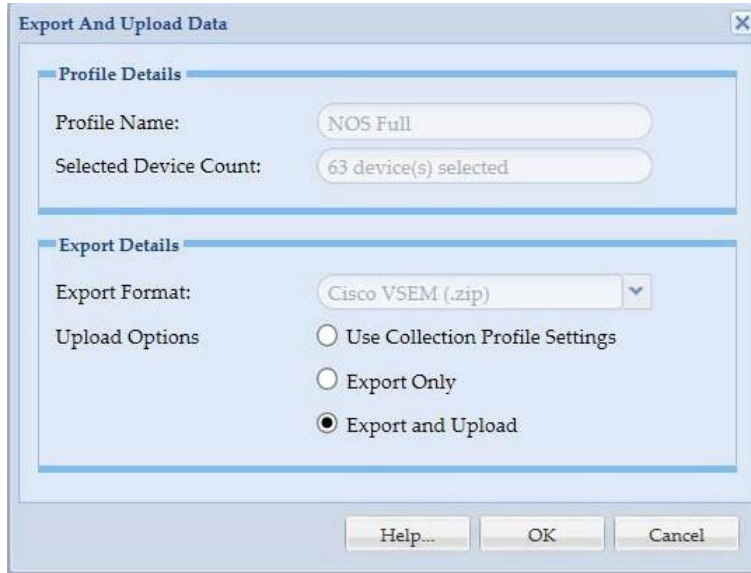 Export And Upload Data
Profile Details
Profile Name: NOS Full
Selected Device Count: 63 device(s) selected
Export Details
Export Format: Cisco VSEM (.zip)
Upload Options Use Collection Profile Settings
Export Only
Export and Upload
Help... OK Cancel